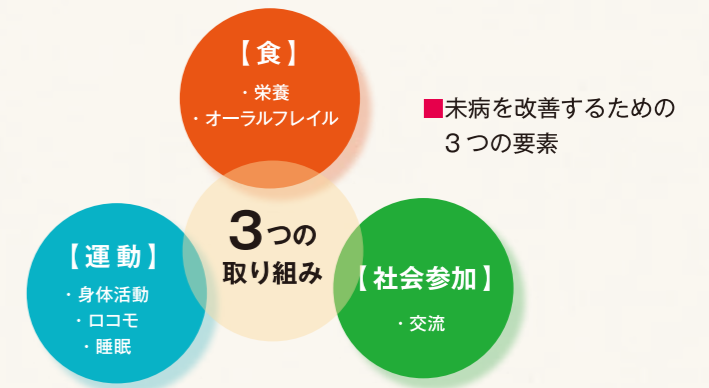 【食】
・栄養
・オーラルフレイル
■未病を改善するための
３つの要素
３つの
取り組み
【運動】
・身体活動
・ロコモ
・睡眠
【社会参加】
・交流